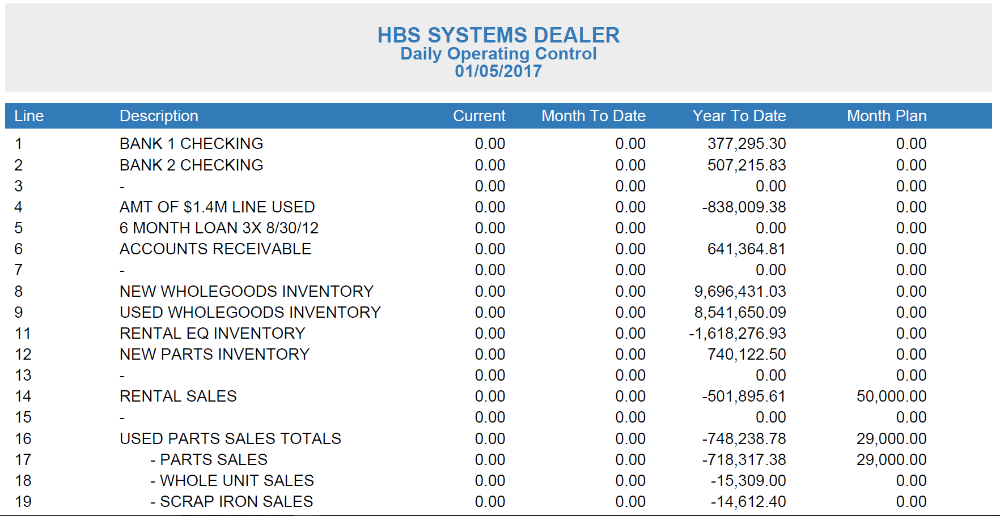 HBS SYSTEMS DEALER
Daily Operating Control
01/05/2017
Line Description Current Month To Date Year To Date Month Plan
1 BANK 1 CHECKING 0.00 0.00 377,295.30 0.00
2 BANK 2 CHECKING 0.00 0.00 507,215.83 0.00
3 - 0.00 0.00 0.00 0.00
4 AMT OF $1.4M LINE USED 0.00 0.00 -838,009.38 0.00
5 6 MONTH LOAN 3X 8/30/12 0.00 0.00 0.00 0.00
6 ACCOUNTS RECEIVABLE 0.00 0.00 641,364.81 0.00
7 - 0.00 0.00 0.00 0.00
8 NEW WHOLEGOODS INVENTORY 0.00 0.00 9,696,431.03 0.00
9 USED WHOLEGOODS INVENTORY 0.00 0.00 8,541,650.09 0.00
11 RENTAL EQ INVENTORY 0.00 0.00 -1,618,276.93 0.00
12 NEW PARTS INVENTORY 0.00 0.00 740,122.50 0.00
13 - 0.00 0.00 0.00 0.00
14 RENTAL SALES 0.00 0.00 -501,895.61 50,000.00
15 - 0.00 0.00 0.00 0.00
16 USED PARTS SALES TOTALS 0.00 0.00 -748,238.78 29,000.00
17 - PARTS SALES 0.00 0.00 -718,317.38 29,000.00
18 - WHOLE UNIT SALES 0.00 0.00 -15,309.00 0.00
19 - SCRAP IRON SALES 0.00 0.00 -14,612.40 0.00